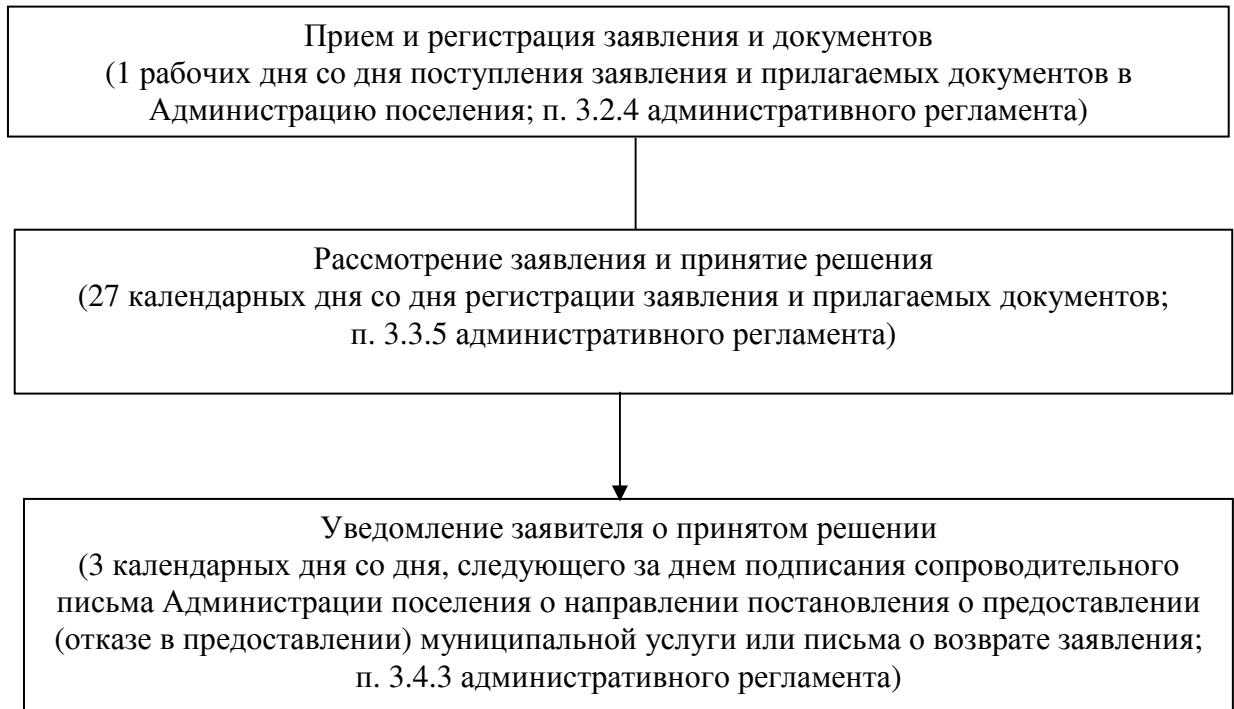 Прием и регистрация заявления и документов
(1 рабочих дня со дня поступления заявления и прилагаемых документов в
Администрацию поселения; п. 3.2.4 административного регламента)
Рассмотрение заявления и принятие решения
(27 календарных дня со дня регистрации заявления и прилагаемых документов;
п. 3.3.5 административного регламента)
Уведомление заявителя о принятом решении
(3 календарных дня со дня, следующего за днем подписания сопроводительного
письма Администрации поселения о направлении постановления о предоставлении
(отказе в предоставлении) муниципальной услуги или письма о возврате заявления;
п. 3.4.3 административного регламента)